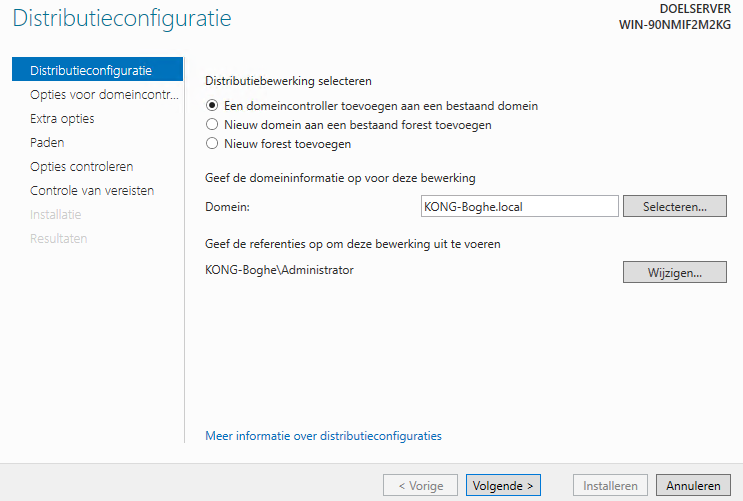 Distributieconfiguratie
DOELSERVER
WIN-90NMIF2M2KG
Distributieconfiguratie
Opties voor domeincontr...
Extra opties
Paden
Opties controleren
Controle van vereisten
Installatie
Resultaten
Distributiebewerking selecteren
Een domeincontroller toevoegen aan een bestaand domein
Nieuw domein aan een bestaand forest toevoegen
Nieuw forest toevoegen
Geef de domeininformatie op voor deze bewerking
Domein: KONG-Boghe.local Selecteren...
Geef de referenties op om deze bewerking uit te voeren
KONG-Boghe\Administrator Wijzigen...
Meer informatie over distributieconfiguraties
< Vorige Volgende > Installeren Annuleren